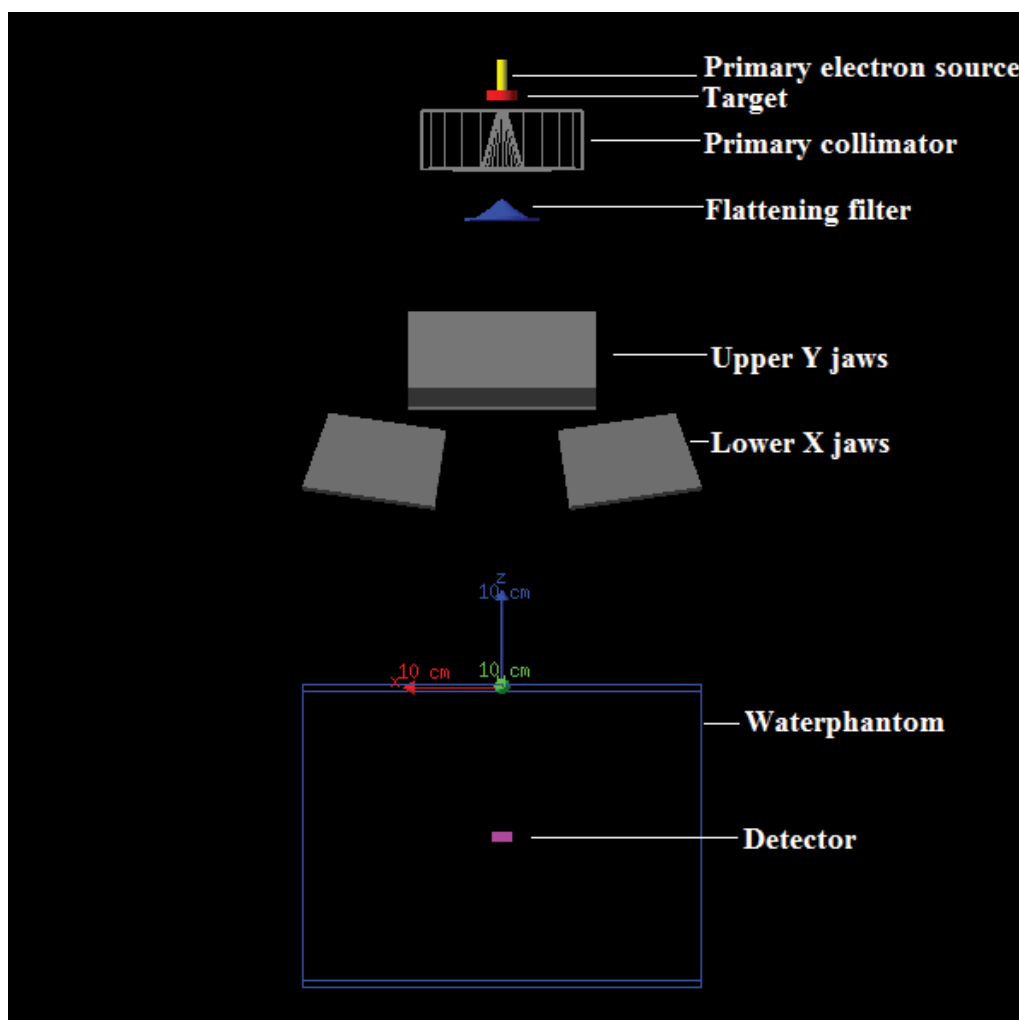 Primary electron source
Target
Primary collimator
Flattening filter
Upper Y jaws
Lower X jaws
z
10 cm
10 cm
10 cm
x
Waterphantom
Detector